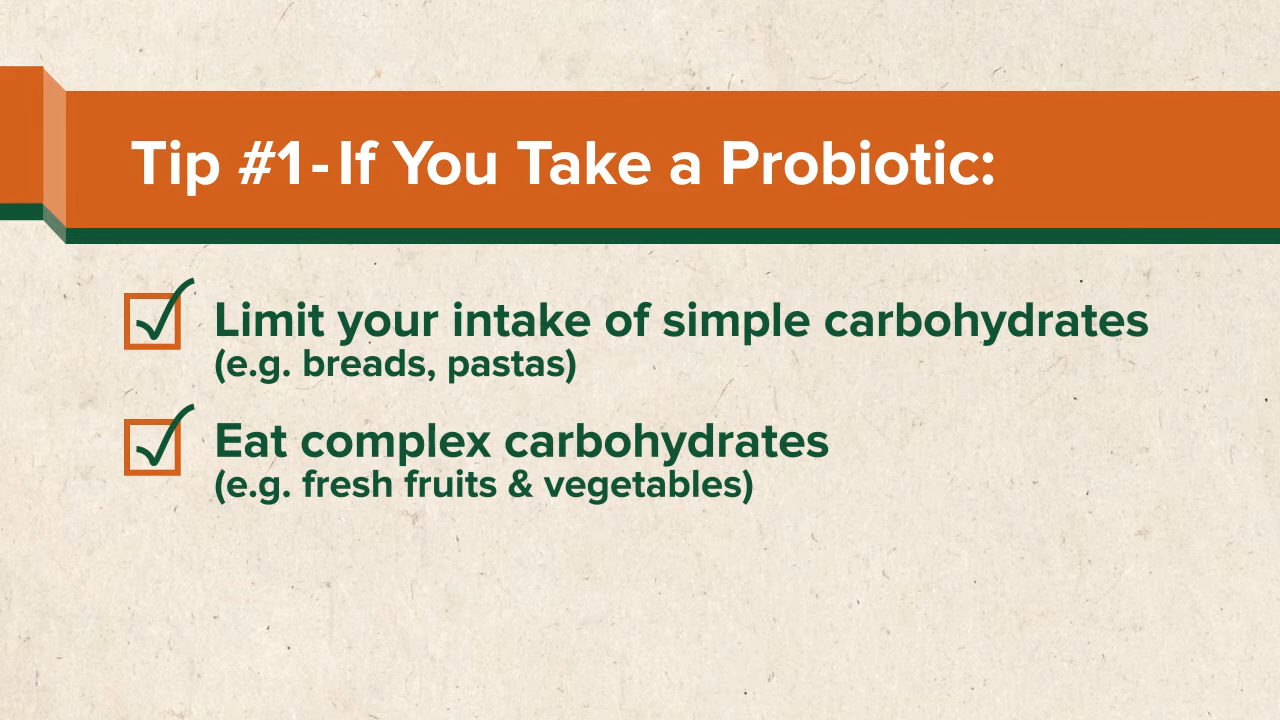 Tip #1-If You Take a Probiotic:
Limit your intake of simple carbohydrates
(e.g. breads, pastas)
Eat complex carbohydrates
(e.g. fresh fruits & vegetables)